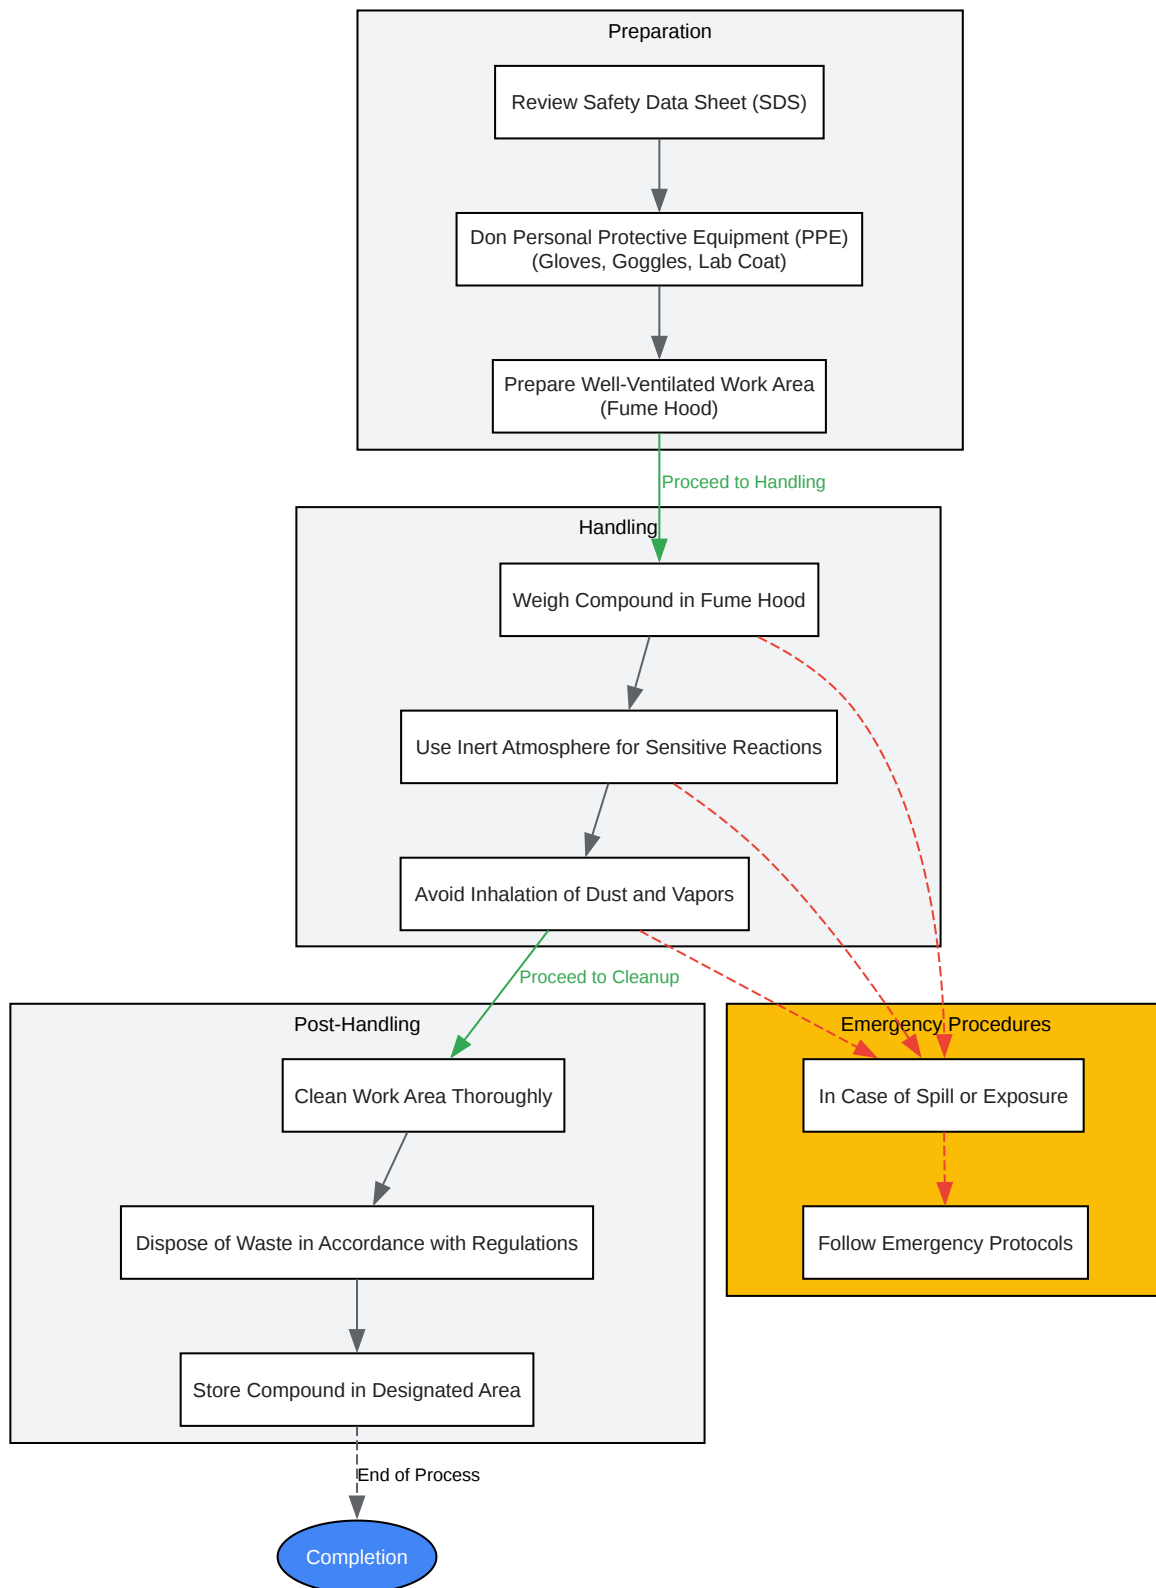 Preparation
Review Safety Data Sheet (SDS)
Don Personal Protective Equipment (PPE)
(Gloves, Goggles, Lab Coat)
Prepare Well-Ventilated Work Area
(Fume Hood)
Proceed to Handling
Handling
Weigh Compound in Fume Hood
Use Inert Atmosphere for Sensitive Reactions
Avoid Inhalation of Dust and Vapors
Proceed to Cleanup
Post-Handling
Clean Work Area Thoroughly
Dispose of Waste in Accordance with Regulations
Store Compound in Designated Area
End of Process
Completion
Emergency Procedures
In Case of Spill or Exposure
Follow Emergency Protocols